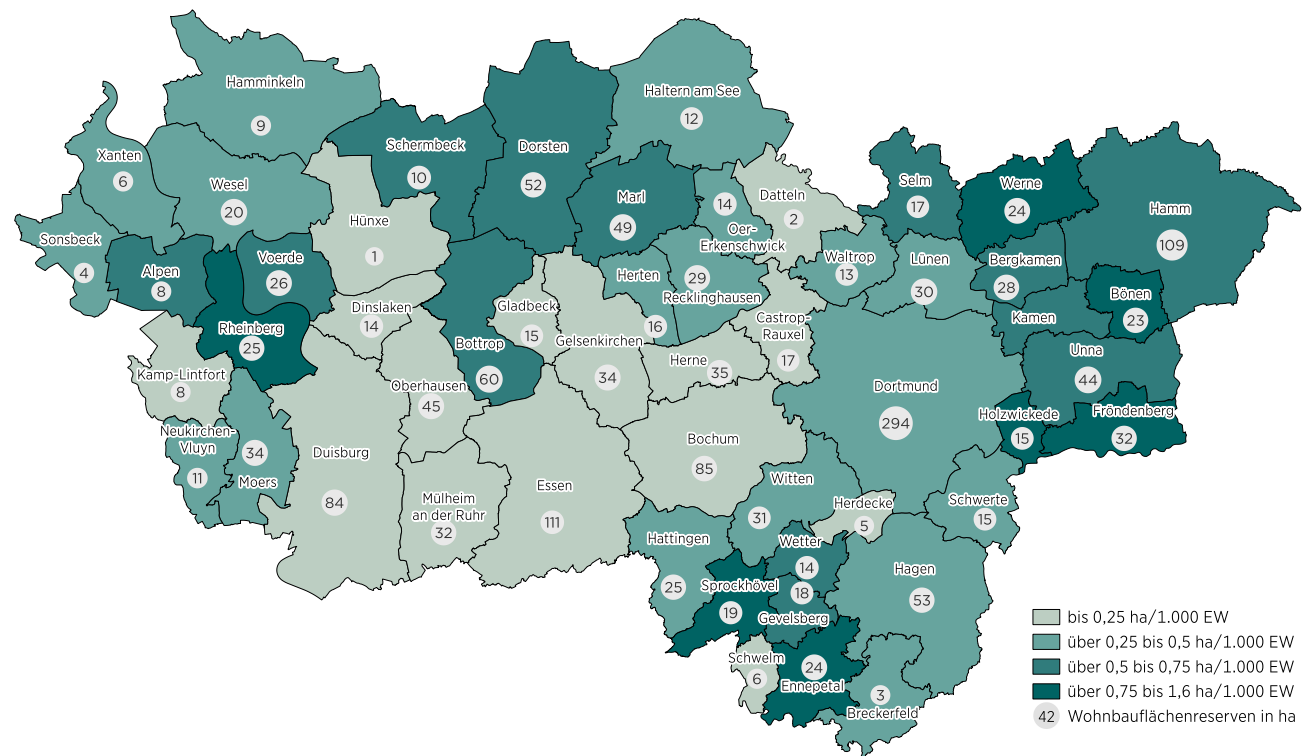 Hamminkeln
9
Haltern am See
12
Xanten
6
Schermbeck
10
Dorsten
52
Wesel
20
Marl
49
14
Oer-
Erkenschwick
Datteln
2
Selm
17
Werne
24
Hamm
109
Sonsbeck
4
Hünxe
1
Alpen
8
Voerde
26
Herten
16
29
Recklinghausen
Waltrop
13
Lünen
30
Bergkamen
28
Bönen
23
Rheinberg
25
Dinslaken
14
Gladbeck
15
Gelsenkirchen
34
Castrop-
Rauxel
17
Kamen
Bottrop
60
Herne
35
Unna
44
Kamp-Lintfort
8
Oberhausen
45
Dortmund
294
Holzwickede
15
Fröndenberg
32
Neukirchen-
Vluyn
11
34
Moers
Duisburg
84
Bochum
85
Mülheim
an der Ruhr
32
Essen
111
Witten
31
Herdecke
5
Schwerte
15
Hattingen
25
Wetter
14
Hagen
53
Sprockhövel
19
18
Gevelsberg
Schwelm
6
24
Ennepetal
3
Breckerfeld
bis 0,25 ha/1.000 EW
über 0,25 bis 0,5 ha/1.000 EW
über 0,5 bis 0,75 ha/1.000 EW
über 0,75 bis 1,6 ha/1.000 EW
42 Wohnbauflächenreserven in ha